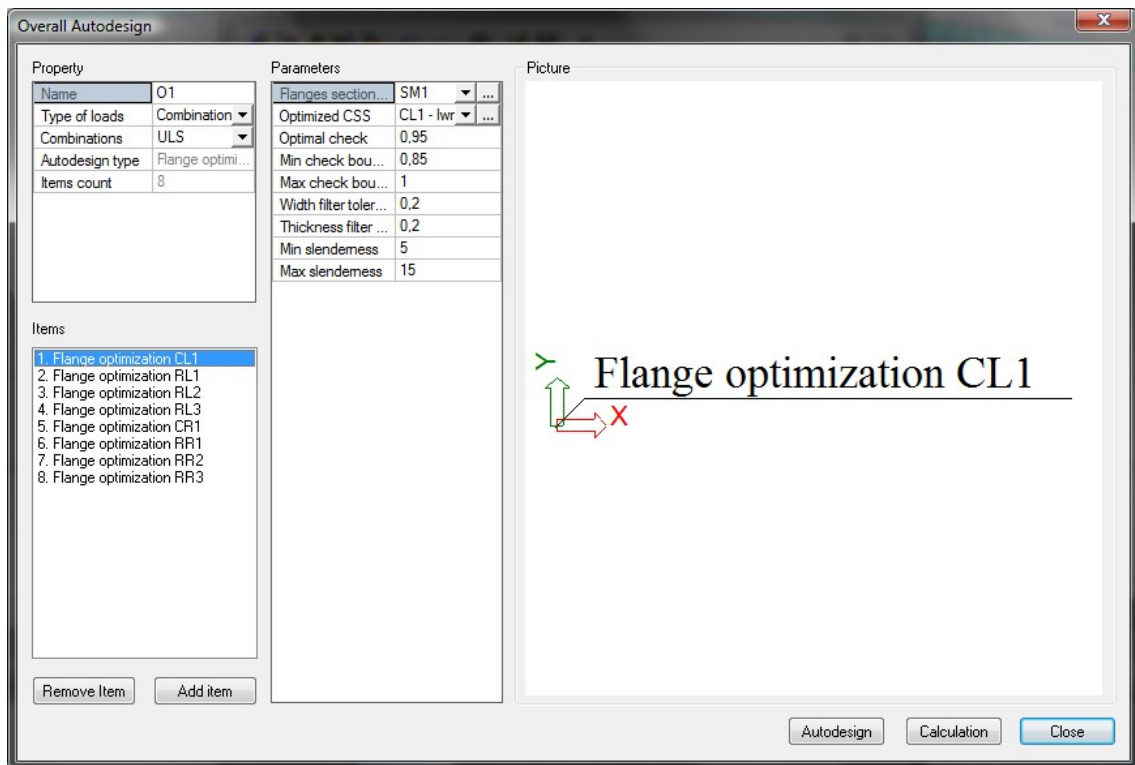 Overall Autodesign
Property
Name O1
Type of loads Combination
Combinations ULS
Autodesign type Flange optimi...
Items count 8
Items
1. Flange optimization CL1
2. Flange optimization RL1
3. Flange optimization RL2
4. Flange optimization RL3
5. Flange optimization CR1
6. Flange optimization RR1
7. Flange optimization RR2
8. Flange optimization RR3
Remove Item Add item
Parameters
Flanges section... SM1 ...
Optimized CSS CL1 - Iwr ...
Optimal check 0,95
Min check bou... 0,85
Max check bou... 1
Width filter toler... 0,2
Thickness filter ... 0,2
Min slenderness 5
Max slenderness 15
Picture
Y
Flange optimization CL1
X
Autodesign Calculation Close